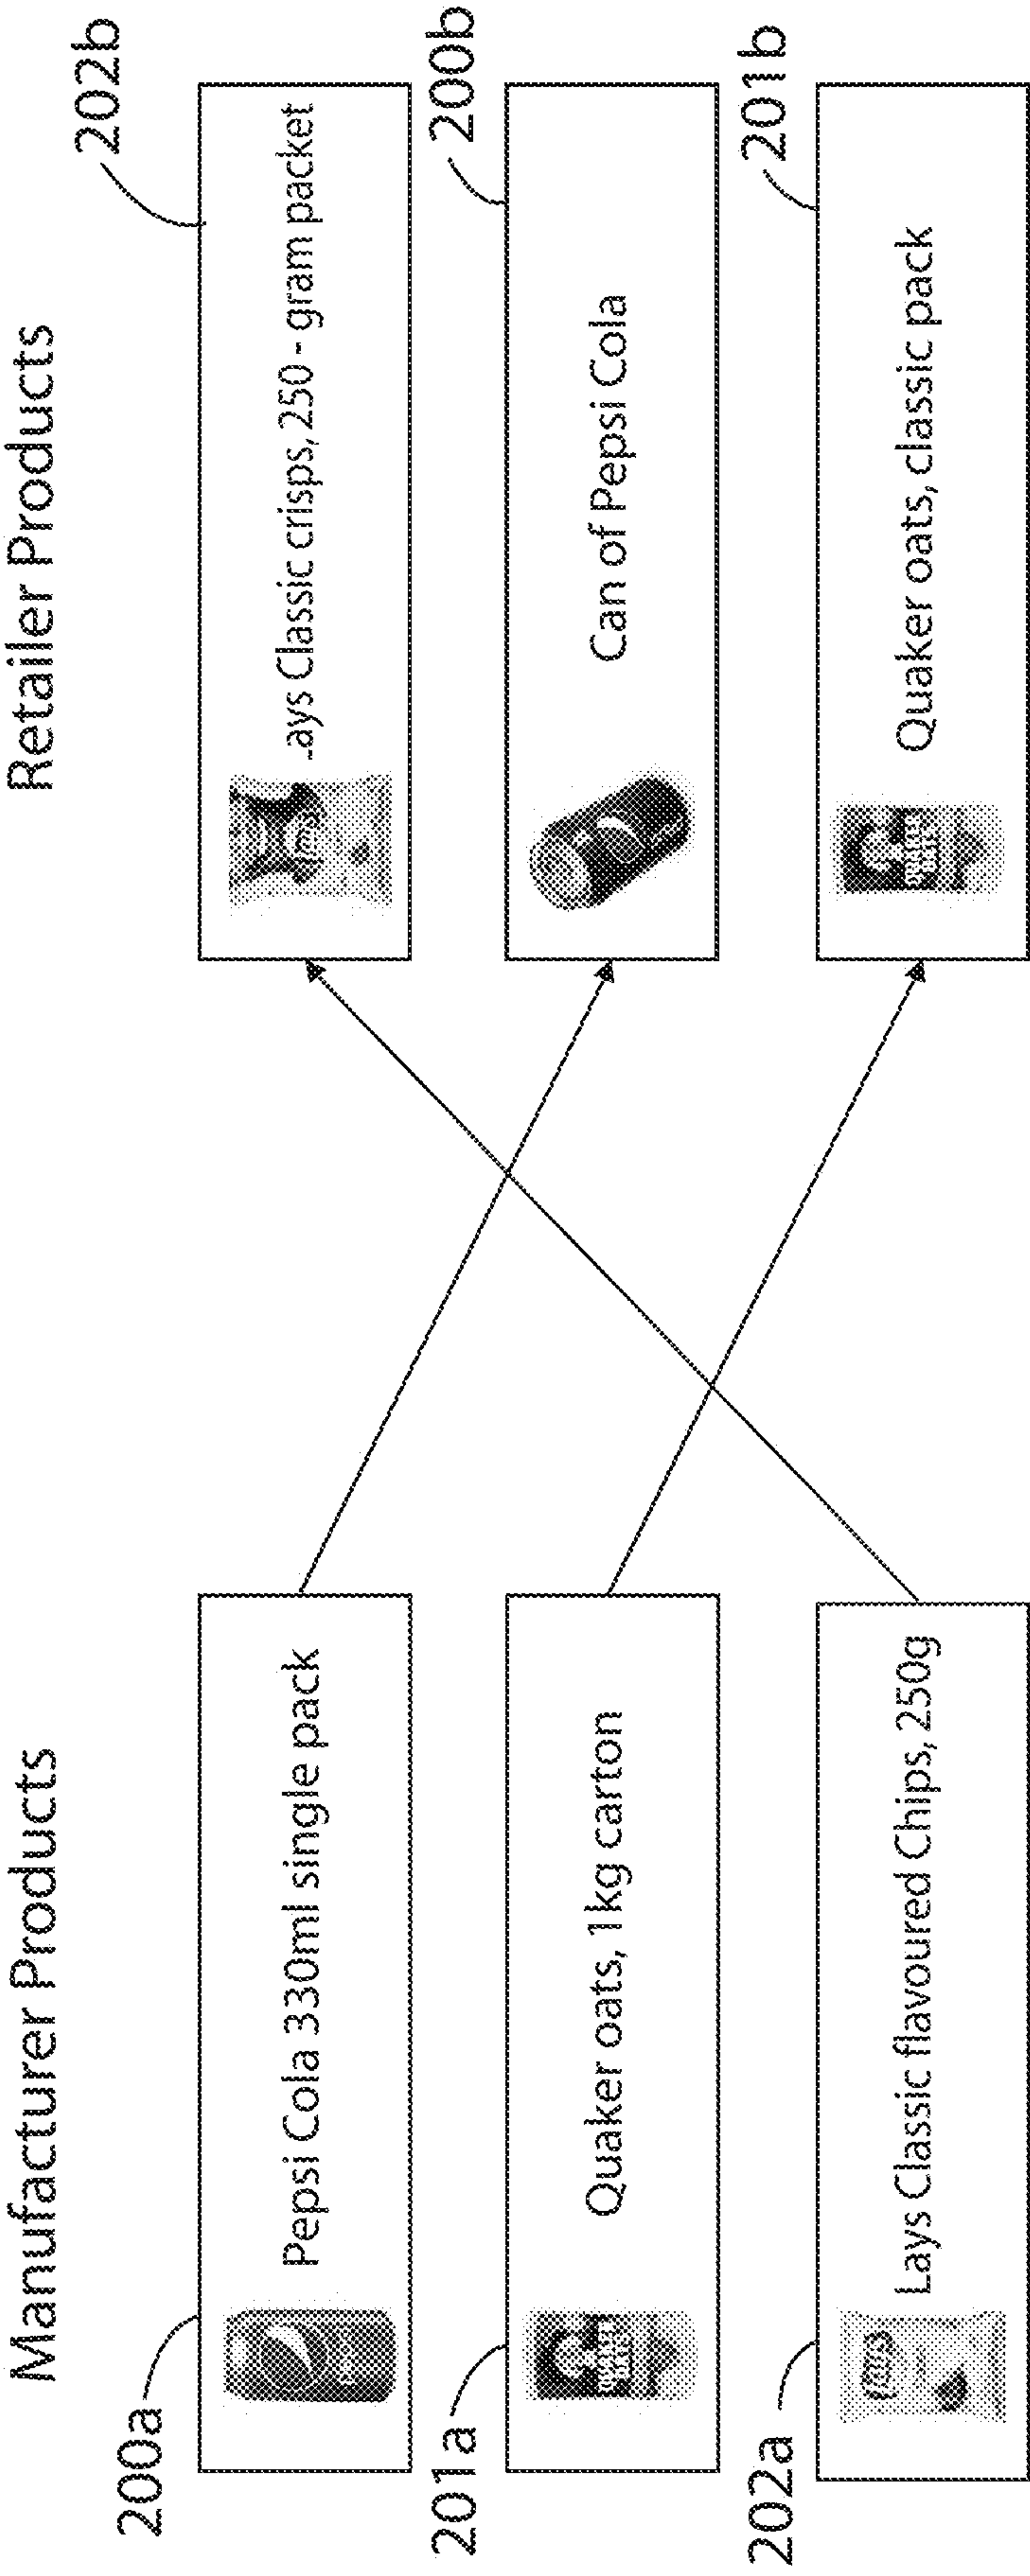 Manufacturer Products
Retailer Products
200a
Pepsi Cola 330ml single pack
201a
Quaker oats, 1kg carton
202a
Lays Classic flavoured Chips, 250g
202b
ays Classic crisps, 250 - gram packet
200b
Can of Pepsi Cola
201b
Quaker oats, classic pack